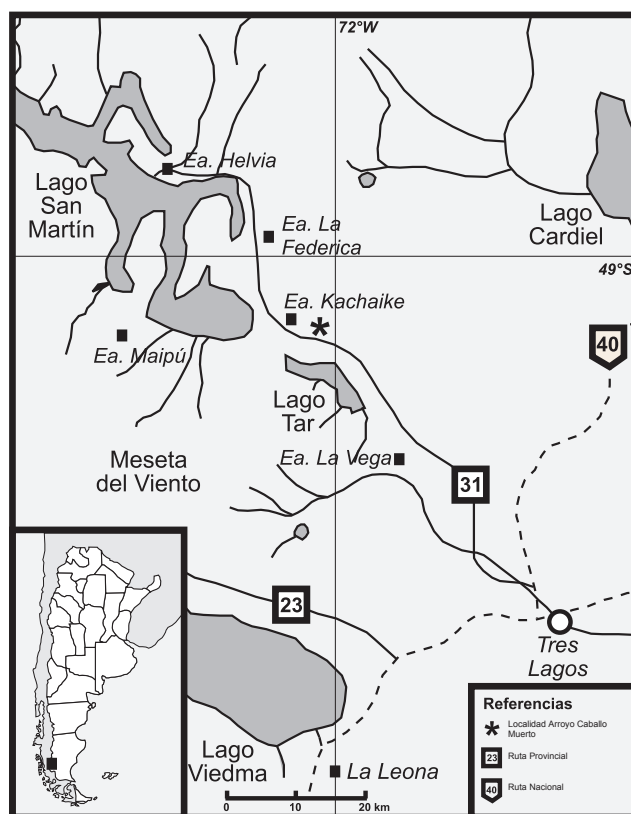 72°W
Ea. Helvia
Lago
San
Martín
Ea. La
Federica
Lago
Cardiel
49°S
Ea. Kachaike
*
40
Ea. Maipú
Lago
Tar
Meseta
del Viento
Ea. La Vega
31
23
Tres
Lagos
Lago
Viedma
La Leona
0 10 20 km
Referencias
* Localidad Arroyo Caballo
Muerto
23 Ruta Provincial
40 Ruta Nacional